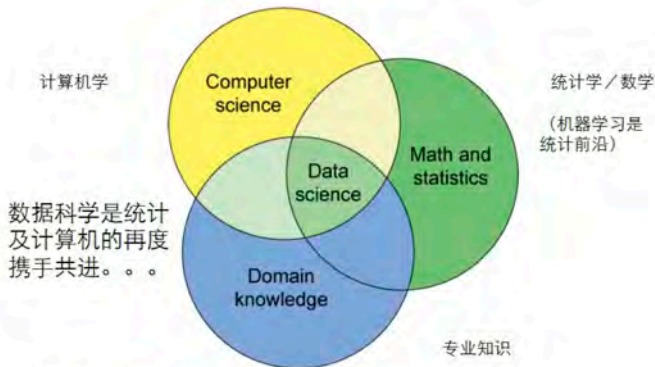 计算机学
Computer
science
统计学／数学
（机器学习是
统计前沿）
Math and
statistics
Data
science
数据科学是统计
及计算机的再度
携手共进。。。
Domain
knowledge
专业知识